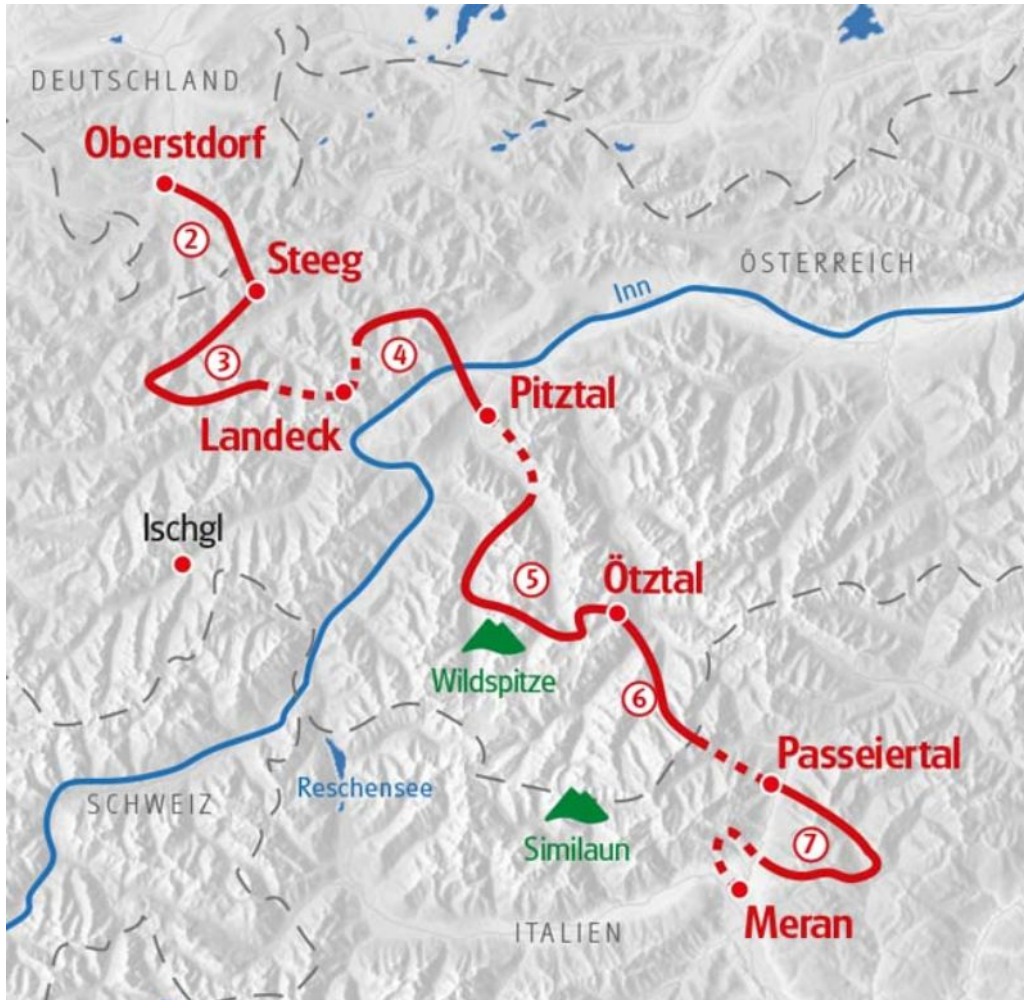 DEUTSCHLAND
Oberstdorf
②
Steeg
ÖSTERREICH
Inn
③
④
Pitztal
Landeck
Ischgl
⑤
Ötztal
Wildspitze
⑥
Passeiertal
Reschensee
SCHWEIZ
Similaun
⑦
Meran
ITALIEN